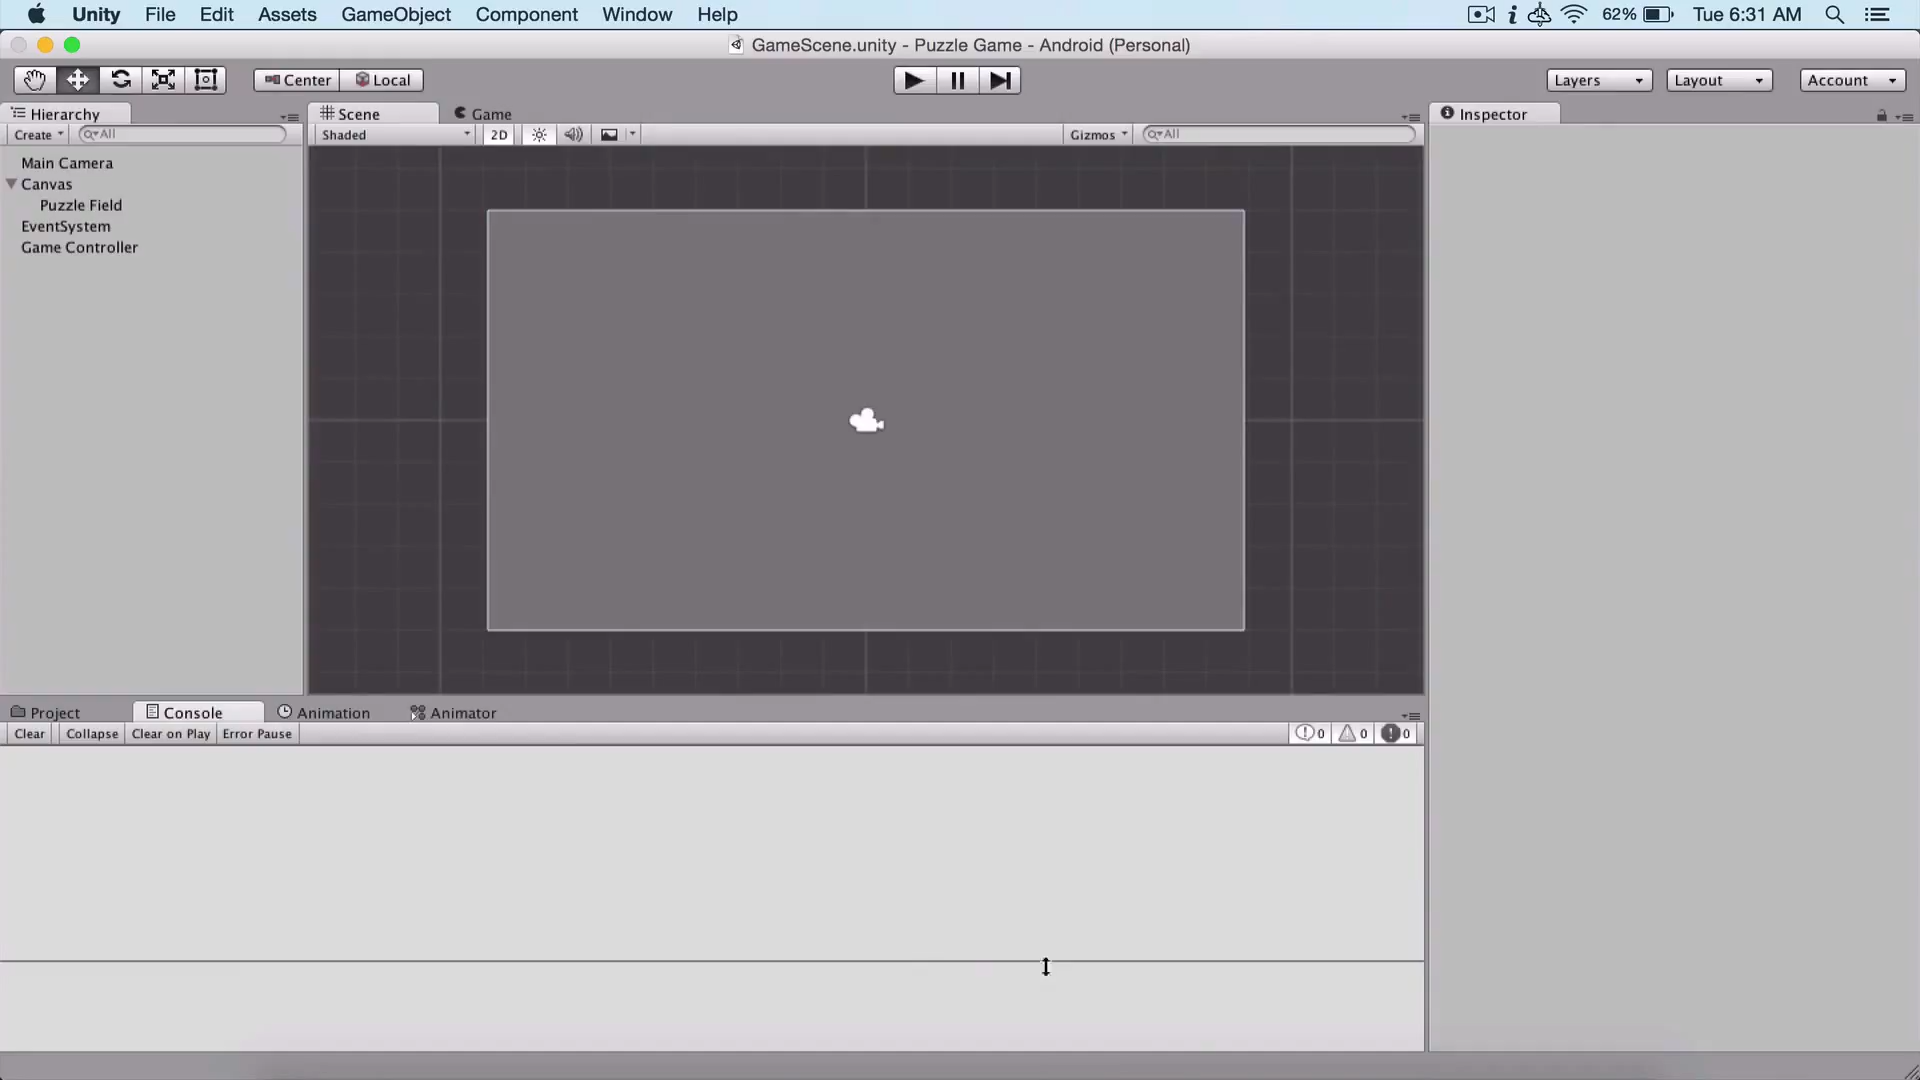 Unity File Edit Assets GameObject Component Window Help 62% Tue 6:31 AM
GameScene.unity - Puzzle Game - Android (Personal)
Center Local Layers Layout Account
Hierarchy Scene Game Inspector
Create All Shaded 2D Gizmos All
Main Camera
Canvas
Puzzle Field
EventSystem
Game Controller
Project Console Animation Animator
Clear Collapse Clear on Play Error Pause 0 0 0